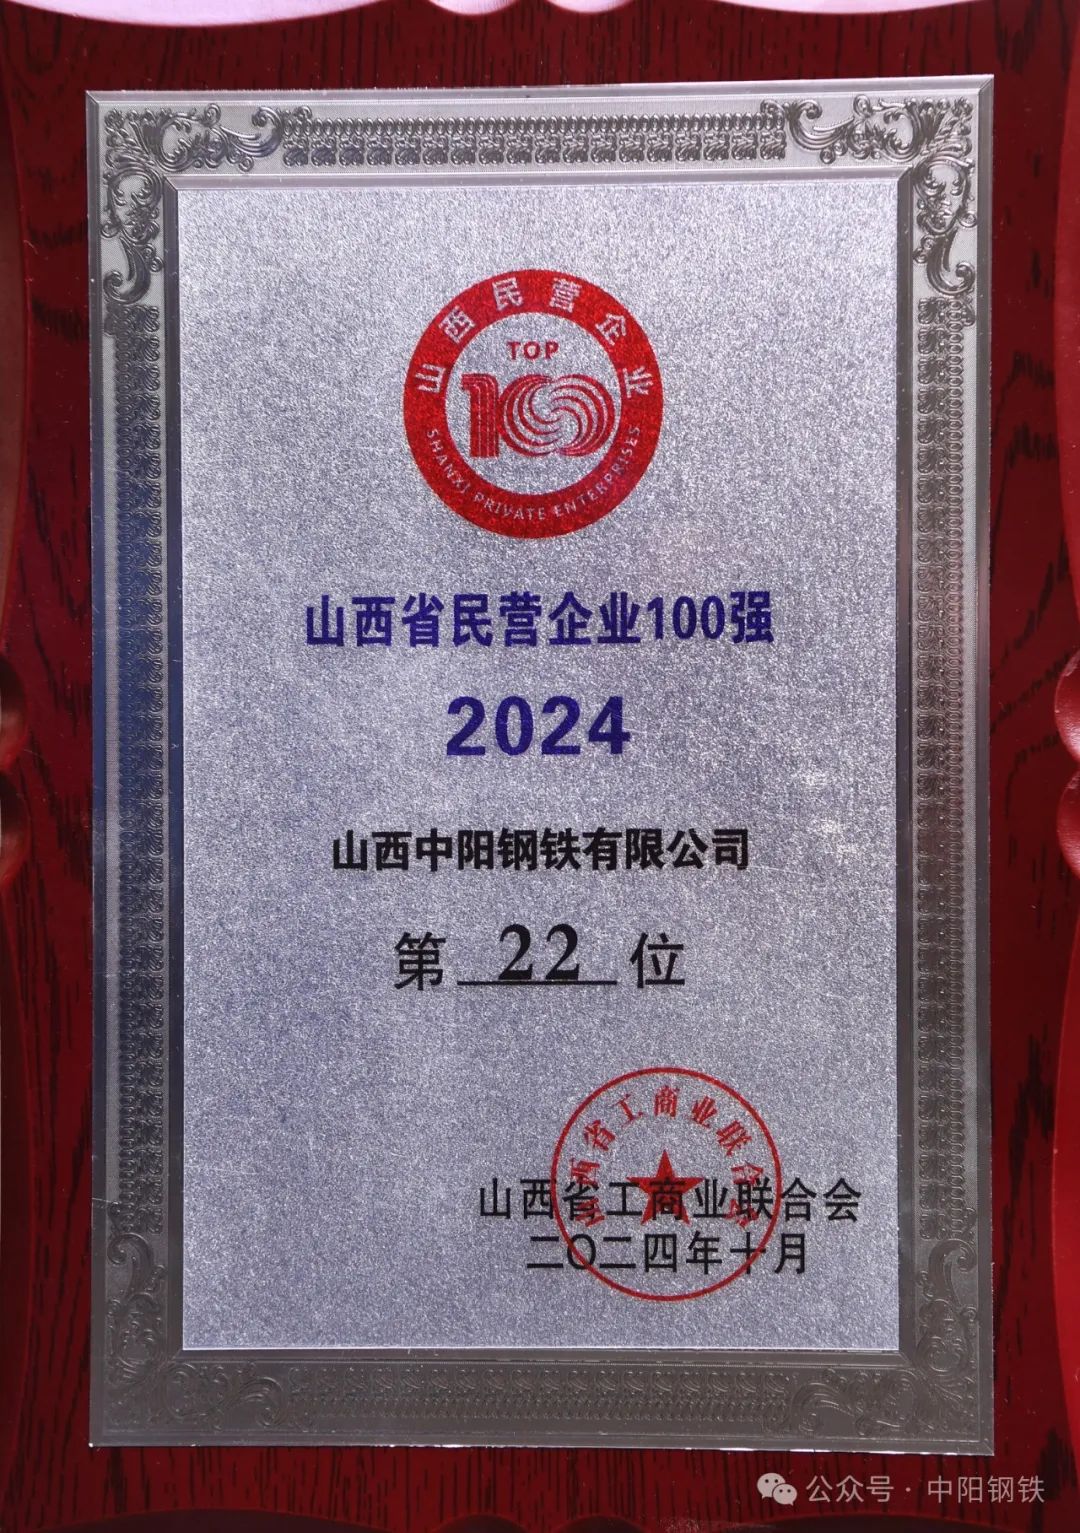 山西民营企业
TOP
100
SHANXI PRIVATE ENTERPRISES
山西省民营企业100强
2024
山西中阳钢铁有限公司
第 22 位
山西省工商业联合会
山西省工商业联合会
二〇二四年十月
公众号·中阳钢铁